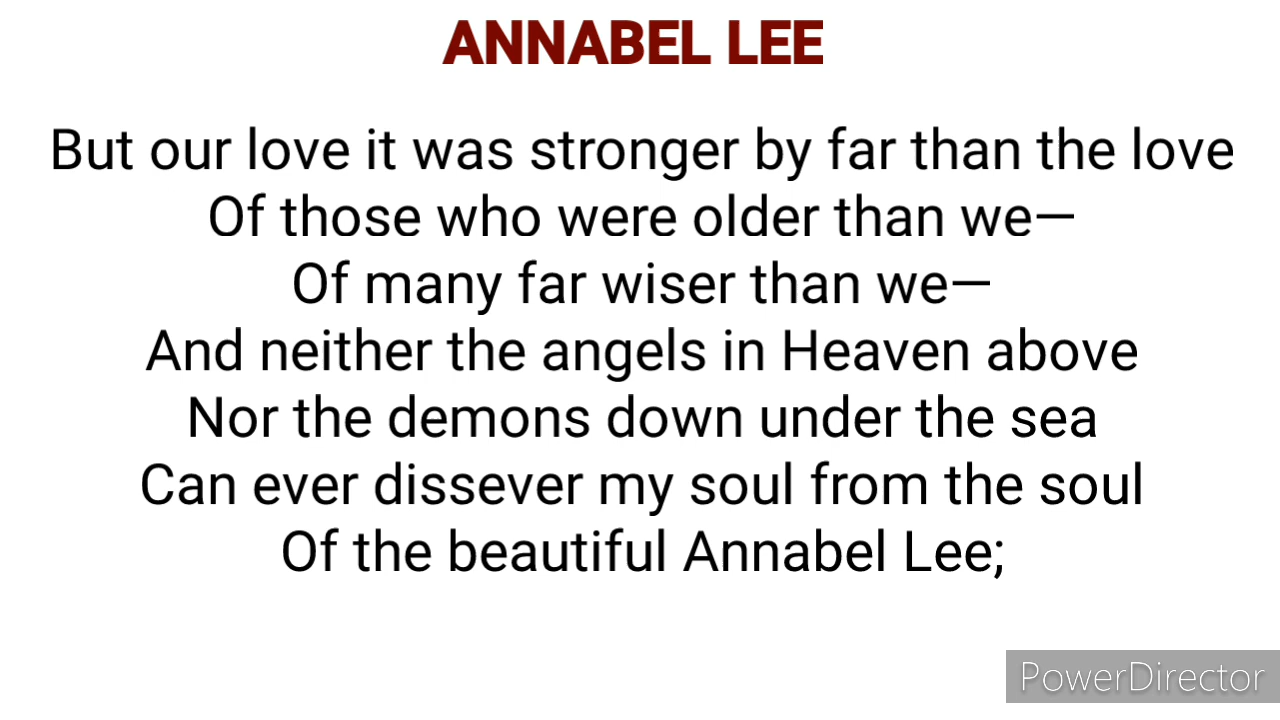 ANNABEL LEE
But our love it was stronger by far than the love
Of those who were older than we—
Of many far wiser than we—
And neither the angels in Heaven above
Nor the demons down under the sea
Can ever dissever my soul from the soul
Of the beautiful Annabel Lee;
PowerDirector